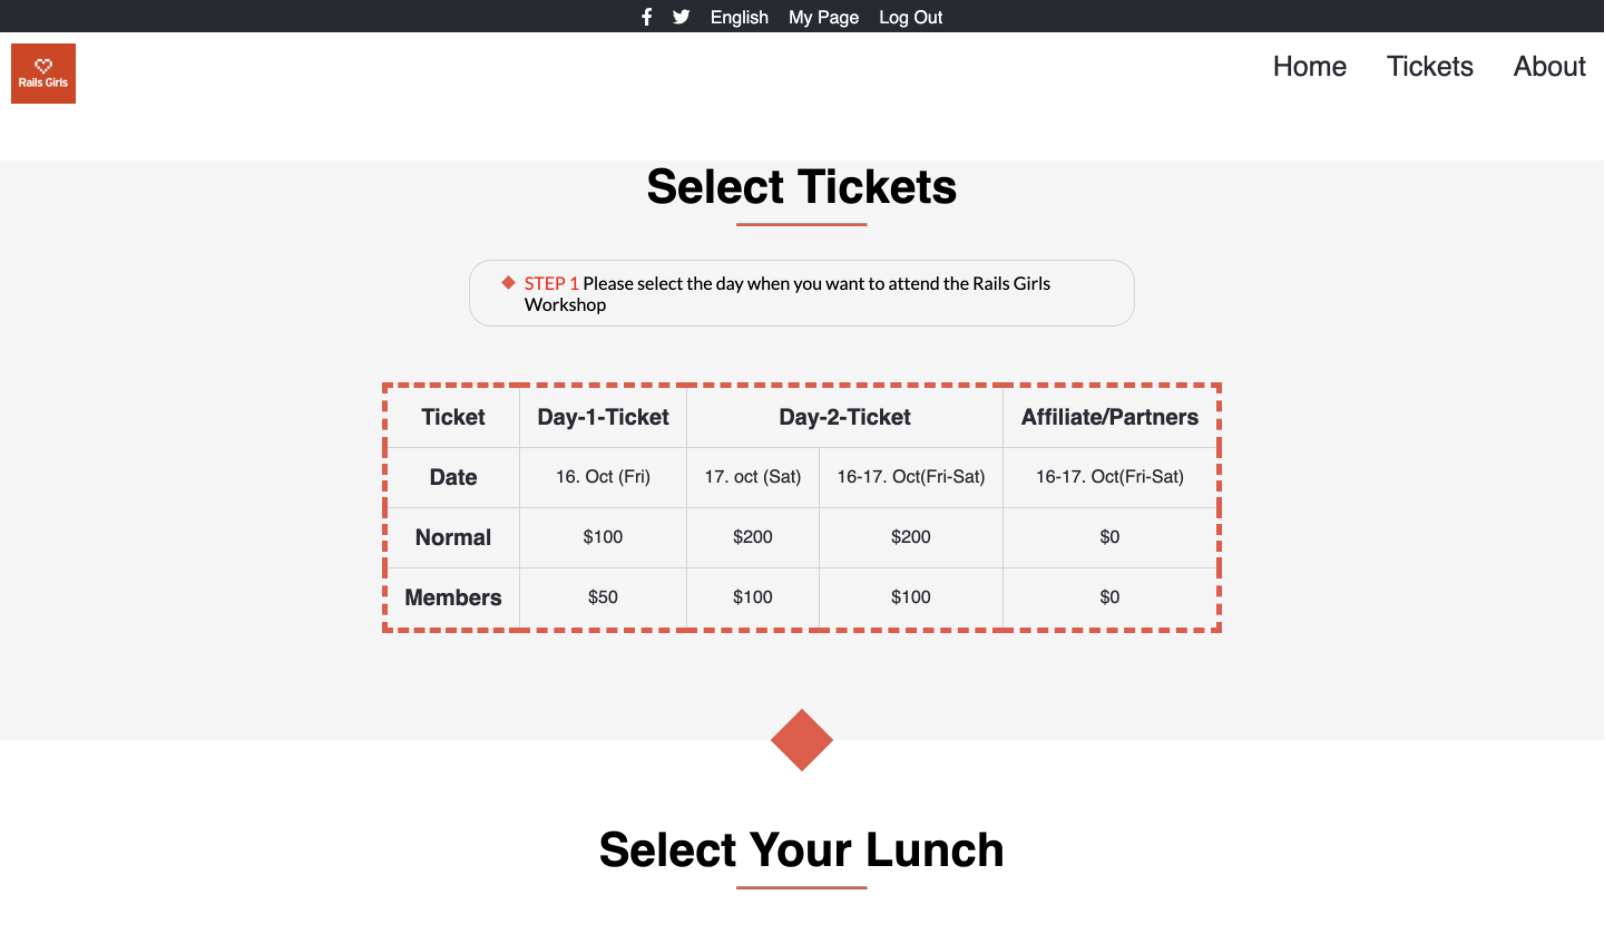 English My Page Log Out
Rails Girls
Home Tickets About
Select Tickets
STEP 1 Please select the day when you want to attend the Rails Girls
Workshop
Ticket Day-1-Ticket Day-2-Ticket Affiliate/Partners
Date 16. Oct (Fri) 17. oct (Sat) 16-17. Oct(Fri-Sat) 16-17. Oct(Fri-Sat)
Normal $100 $200 $200 $0
Members $50 $100 $100 $0
Select Your Lunch